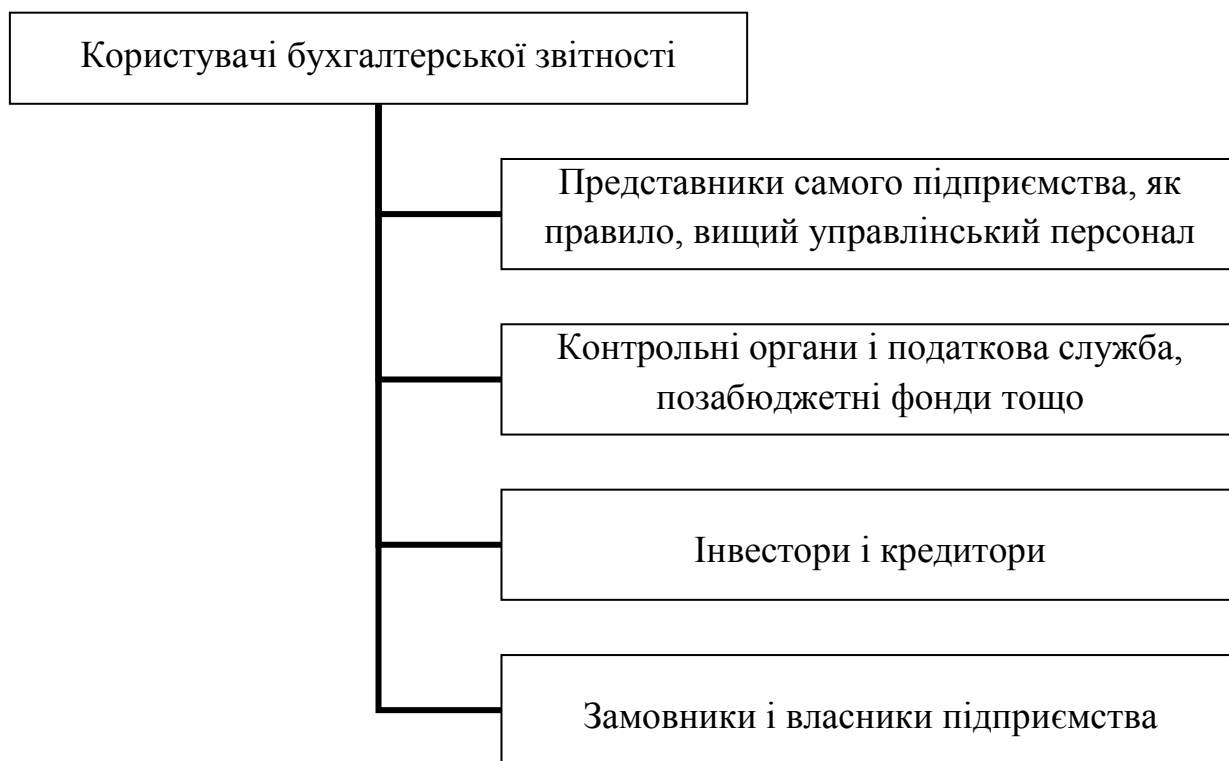 Користувачі бухгалтерської звітності
Представники самого підприємства, як
правило, вищий управлінський персонал
Контрольні органи і податкова служба,
позабюджетні фонди тощо
Інвестори і кредитори
Замовники і власники підприємства